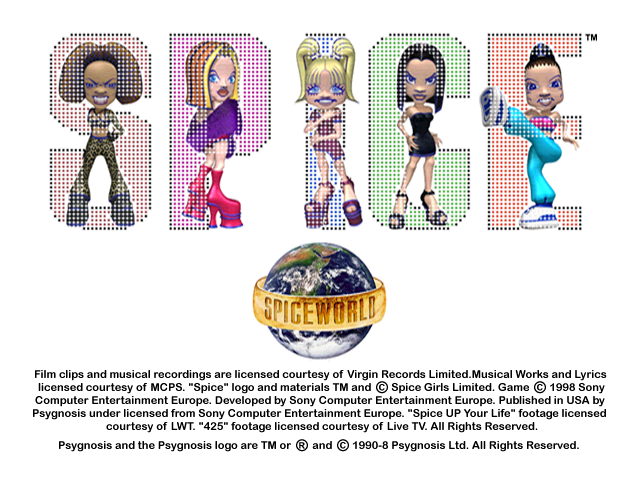 SPICE™
SPICEWORLD
Film clips and musical recordings are licensed courtesy of Virgin Records Limited.Musical Works and Lyrics
licensed courtesy of MCPS. "Spice" logo and materials TM and © Spice Girls Limited. Game © 1998 Sony
Computer Entertainment Europe. Developed by Sony Computer Entertainment Europe. Published in USA by
Psygnosis under licensed from Sony Computer Entertainment Europe. "Spice UP Your Life" footage licensed
courtesy of LWT. "425" footage licensed courtesy of Live TV. All Rights Reserved.
Psygnosis and the Psygnosis logo are TM or ® and © 1990-8 Psygnosis Ltd. All Rights Reserved.